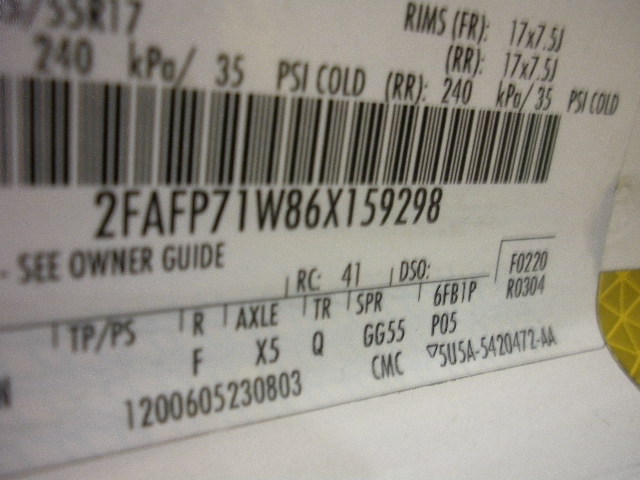 /55R17 RIMS (FR): 17x7.5J
240 kPa/ 35 PSI COLD (RR): 17x7.5J
(RR): 240 kPa/ 35 PSI COLD
2FAFP71W86X159298
- SEE OWNER GUIDE
RC: 41 DSO: F0220
R0304
TP/PS R AXLE TR SPR 6FB1P
F X5 Q GG55 P05
CMC ▽5U5A-5420472-AA
1200605230803